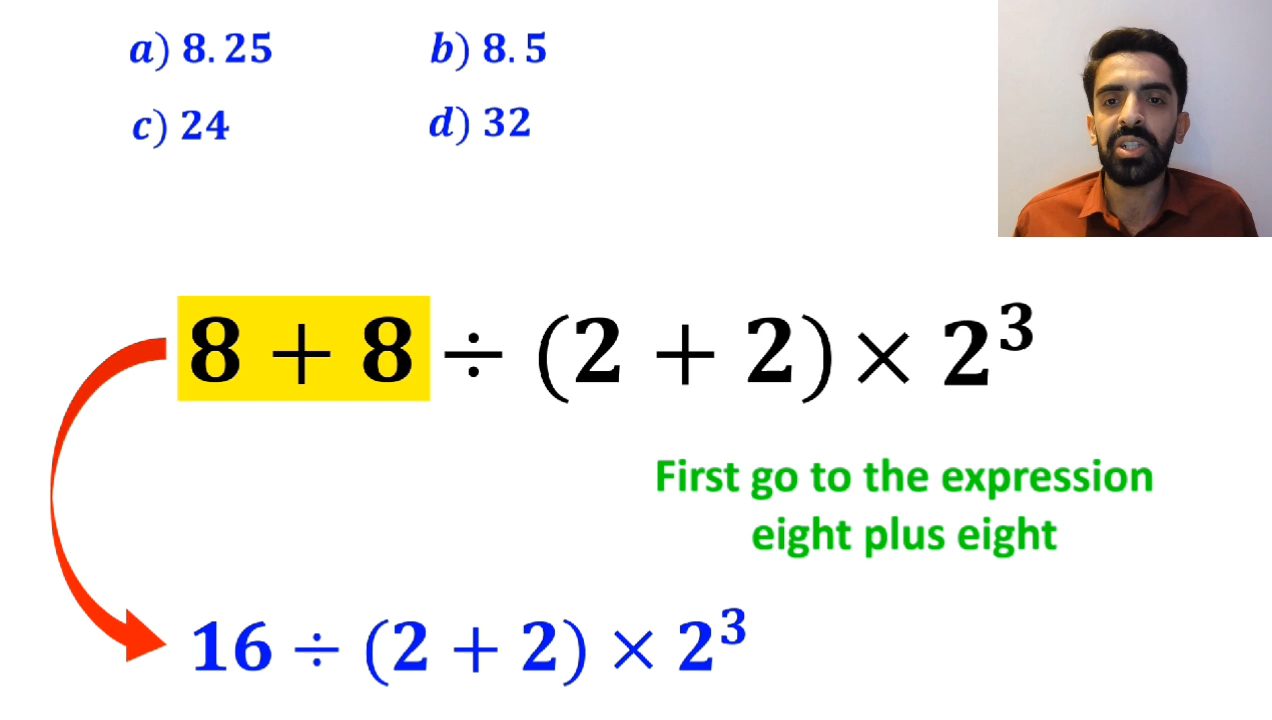 a) 8.25 b) 8.5
c) 24 d) 32
8 + 8 ÷ (2 + 2) × 2³
First go to the expression
eight plus eight
16 ÷ (2 + 2) × 2³